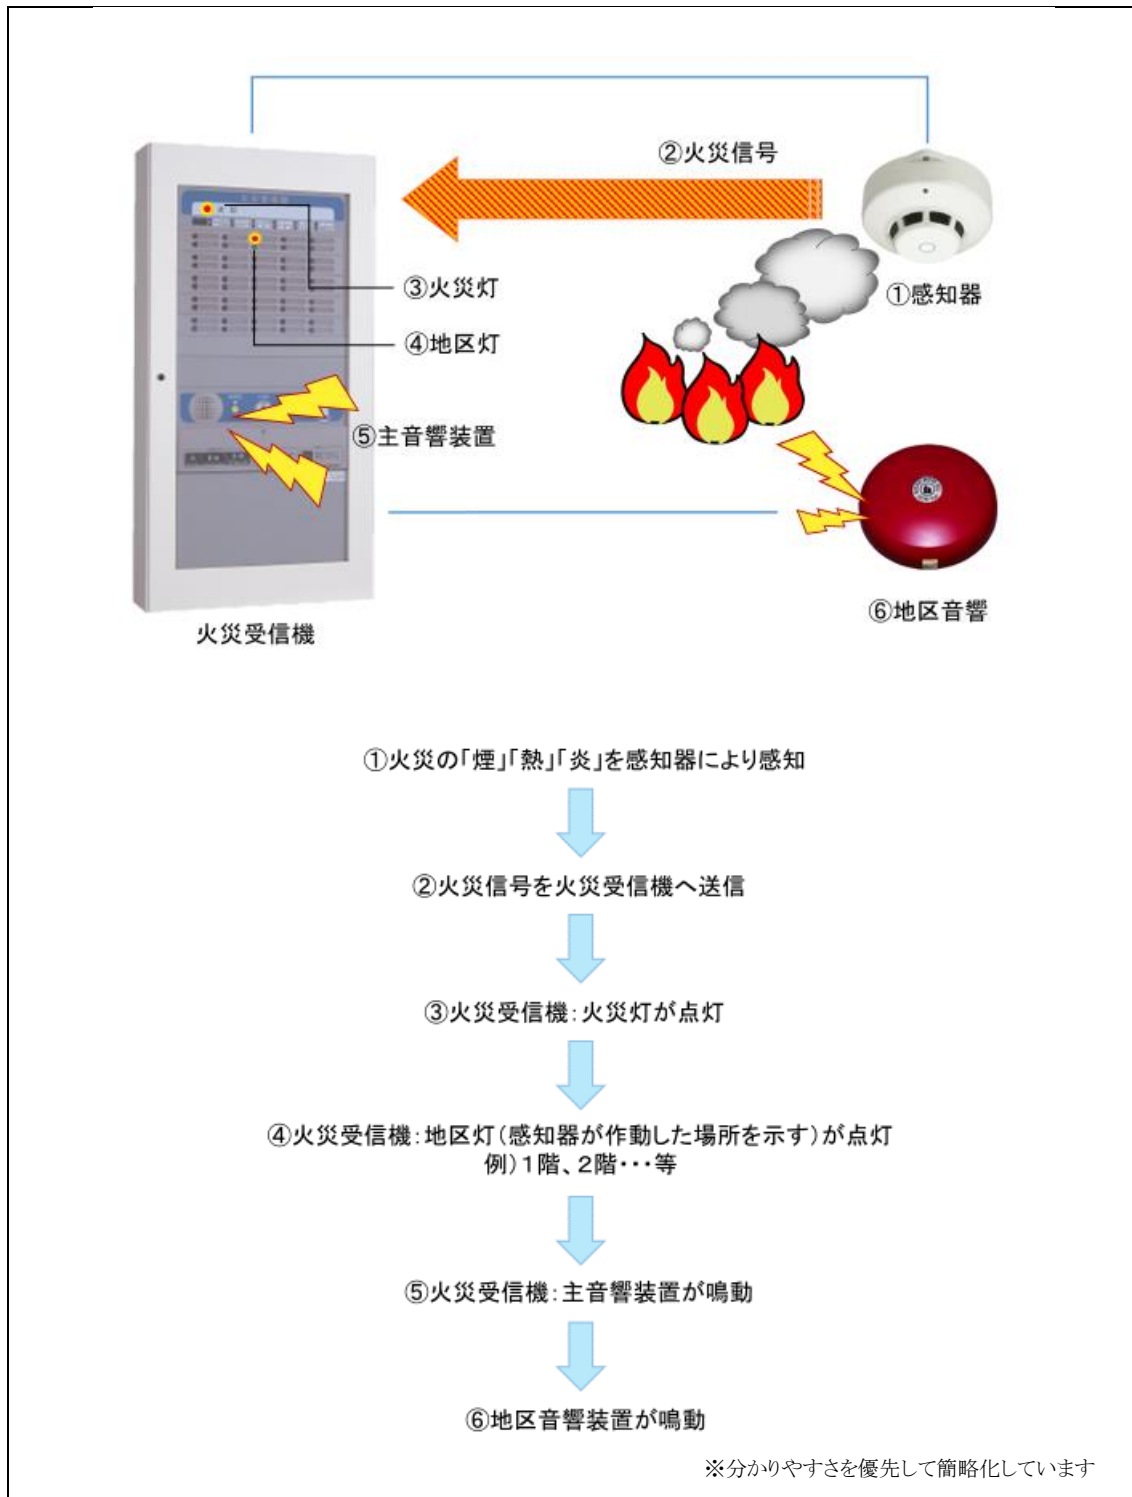 ②火災信号
③火災灯
①感知器
④地区灯
⑤主音響装置
⑥地区音響
火災受信機
①火災の「煙」「熱」「炎」を感知器により感知
②火災信号を火災受信機へ送信
③火災受信機：火災灯が点灯
④火災受信機：地区灯（感知器が作動した場所を示す）が点灯
例）１階、２階・・・等
⑤火災受信機：主音響装置が鳴動
⑥地区音響装置が鳴動
※分かりやすさを優先して簡略化しています